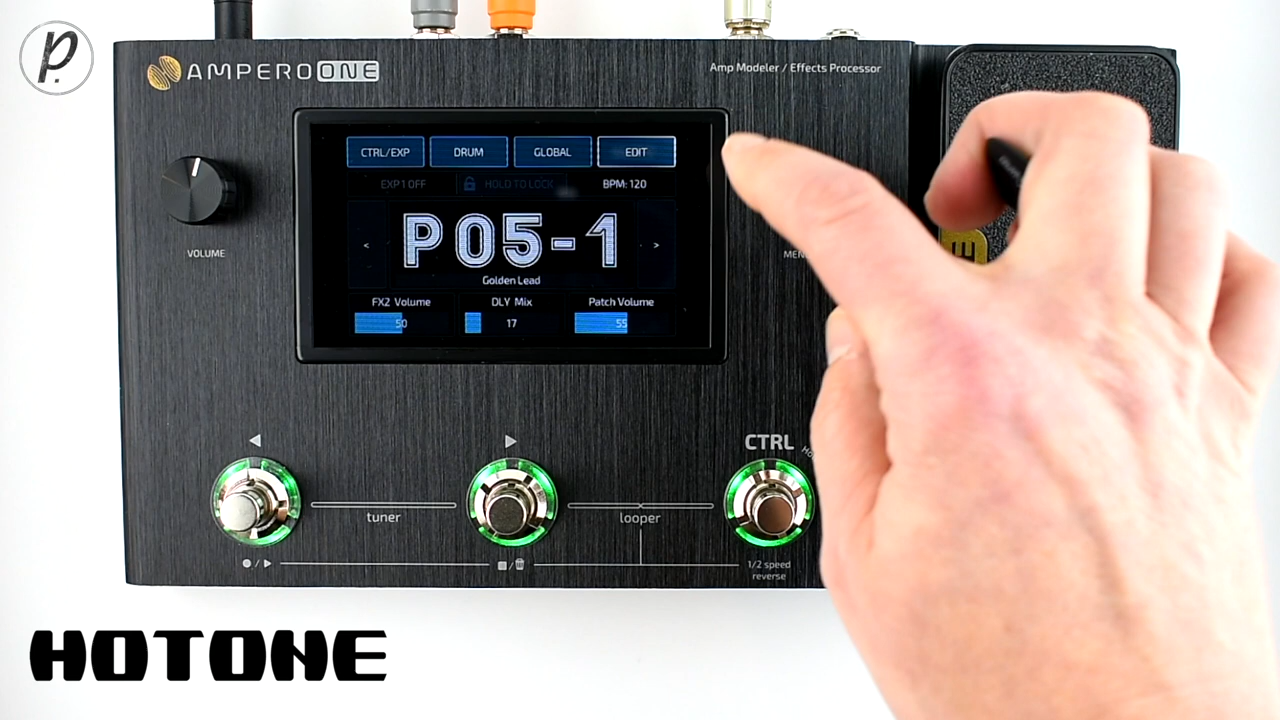 p.
AMPERO ONE
Amp Modeler / Effects Processor
CTRL/EXP DRUM GLOBAL EDIT
EXP 1 OFF HOLD TO LOCK BPM: 120
< P05-1 >
Golden Lead
FX2 Volume DLY Mix Patch Volume
50 17 55
VOLUME
CTRL
tuner
looper
1/2 speed
reverse
HOTONE